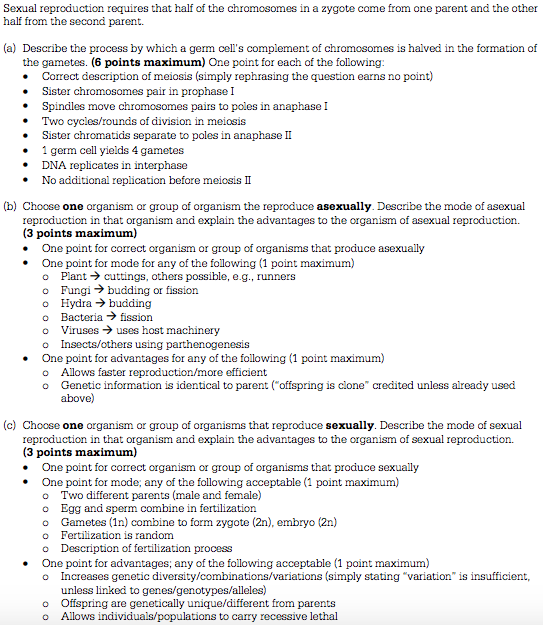 Sexual reproduction requires that half of the chromosomes in a zygote come from one parent and the other
half from the second parent.
(a) Describe the process by which a germ cell's complement of chromosomes is halved in the formation of
the gametes. (6 points maximum) One point for each of the following:
• Correct description of meiosis (simply rephrasing the question earns no point)
• Sister chromosomes pair in prophase I
• Spindles move chromosomes pairs to poles in anaphase I
• Two cycles/rounds of division in meiosis
• Sister chromatids separate to poles in anaphase II
• 1 germ cell yields 4 gametes
• DNA replicates in interphase
• No additional replication before meiosis II
(b) Choose one organism or group of organism the reproduce asexually. Describe the mode of asexual
reproduction in that organism and explain the advantages to the organism of asexual reproduction.
(3 points maximum)
• One point for correct organism or group of organisms that produce asexually
• One point for mode for any of the following (1 point maximum)
o Plant → cuttings, others possible, e.g., runners
o Fungi → budding or fission
o Hydra → budding
o Bacteria → fission
o Viruses → uses host machinery
o Insects/others using parthenogenesis
• One point for advantages for any of the following (1 point maximum)
o Allows faster reproduction/more efficient
o Genetic information is identical to parent ("offspring is clone" credited unless already used
above)
(c) Choose one organism or group of organisms that reproduce sexually. Describe the mode of sexual
reproduction in that organism and explain the advantages to the organism of sexual reproduction.
(3 points maximum)
• One point for correct organism or group of organisms that produce sexually
• One point for mode; any of the following acceptable (1 point maximum)
o Two different parents (male and female)
o Egg and sperm combine in fertilization
o Gametes (1n) combine to form zygote (2n), embryo (2n)
o Fertilization is random
o Description of fertilization process
• One point for advantages; any of the following acceptable (1 point maximum)
o Increases genetic diversity/combinations/variations (simply stating "variation" is insufficient,
unless linked to genes/genotypes/alleles)
o Offspring are genetically unique/different from parents
o Allows individuals/populations to carry recessive lethal